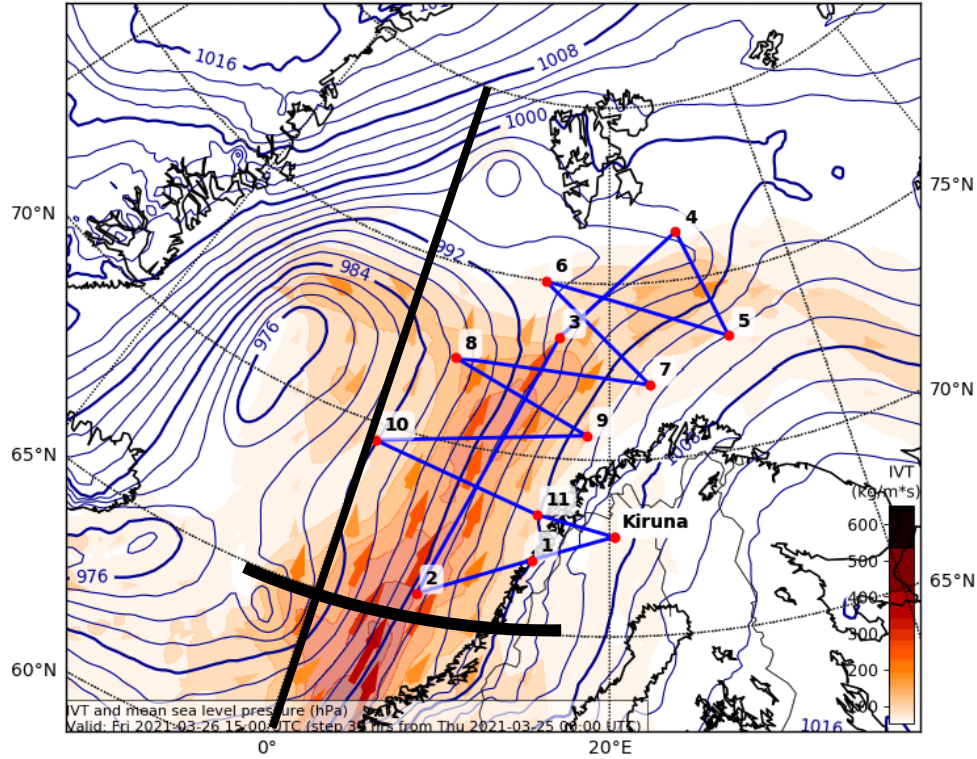 1016
1008
1000
75°N
70°N
4
992
984
6
3
5
976
8
7
70°N
10
9
65°N
1008
IVT
(kg/m*s)
11
Kiruna
600
1
500
976
2
65°N
400
300
60°N
200
100
IVT and mean sea level pressure (hPa)
Valid: Fri 2021-03-26 15:00 UTC (step 39 hrs from Thu 2021-03-25 00:00 UTC)
1016
0°
20°E